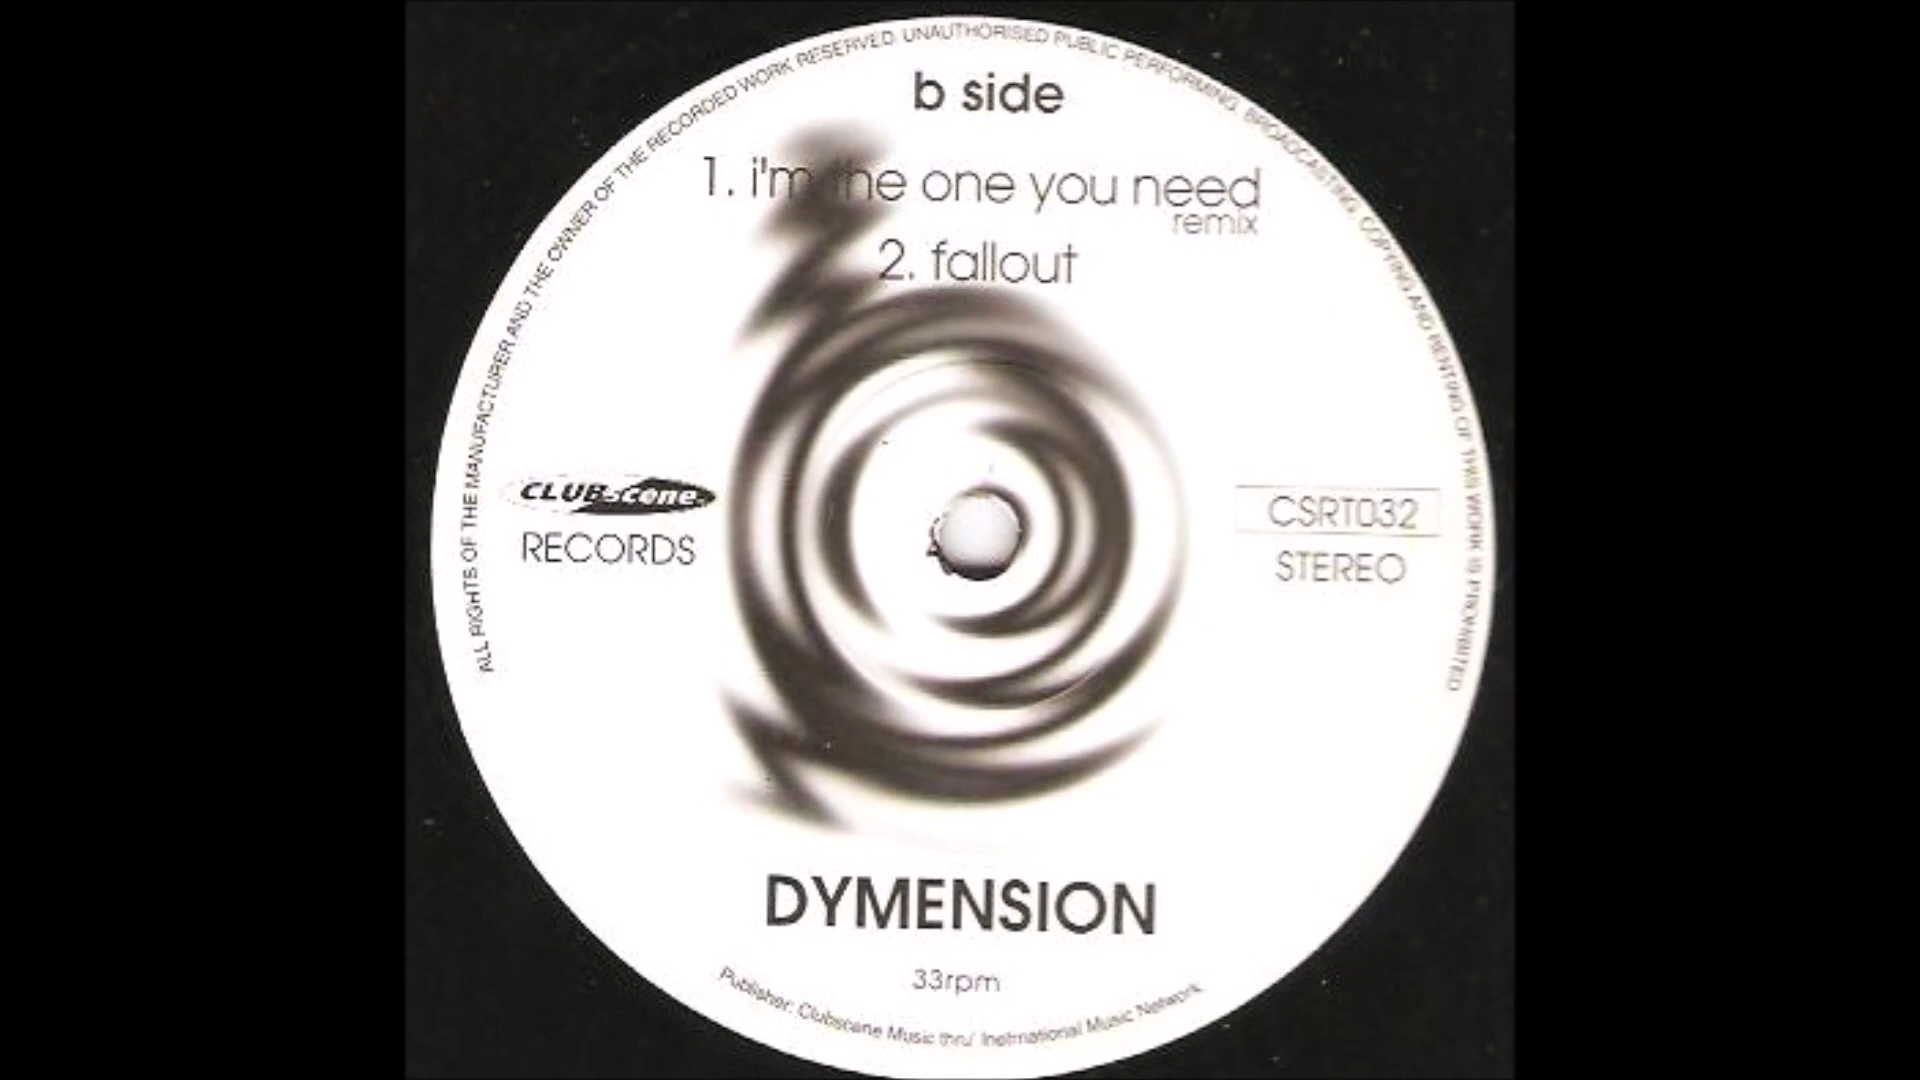 ALL RIGHTS OF THE MANUFACTURER AND THE OWNER OF THE RECORDED WORK RESERVED. UNAUTHORISED PUBLIC PERFORMING, BROADCASTING, COPYING AND RENTING OF THIS WORK IS PROHIBITED
b side
1. i'm the one you need
remix
2. fallout
CLUBscene
RECORDS
CSRT032
STEREO
DYMENSION
33rpm
Publisher: Clubscene Music thru' Inetrnational Music Network